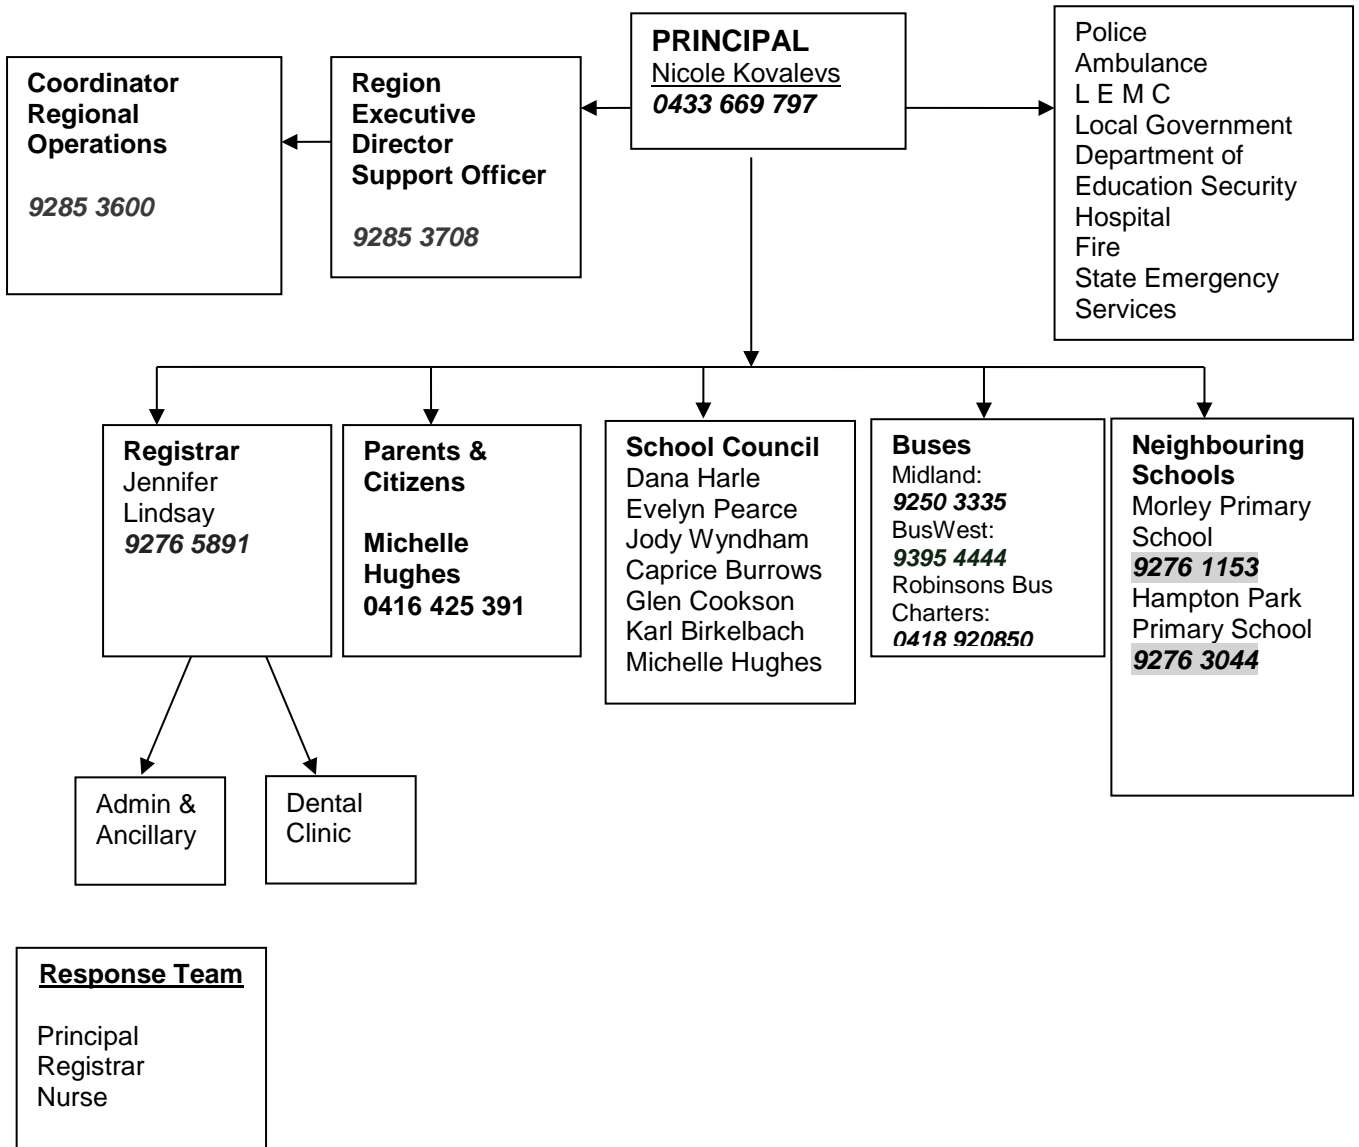 PRINCIPAL
Nicole Kovalevs
0433 669 797
Coordinator
Regional
Operations
9285 3600
Region
Executive
Director
Support Officer
9285 3708
Police
Ambulance
L E M C
Local Government
Department of
Education Security
Hospital
Fire
State Emergency
Services
Registrar
Jennifer
Lindsay
9276 5891
Parents &
Citizens
Michelle
Hughes
0416 425 391
School Council
Dana Harle
Evelyn Pearce
Jody Wyndham
Caprice Burrows
Glen Cookson
Karl Birkelbach
Michelle Hughes
Buses
Midland:
9250 3335
BusWest:
9395 4444
Robinsons Bus
Charters:
0418 920850
Neighbouring
Schools
Morley Primary
School
9276 1153
Hampton Park
Primary School
9276 3044
Admin &
Ancillary
Dental
Clinic
Response Team
Principal
Registrar
Nurse